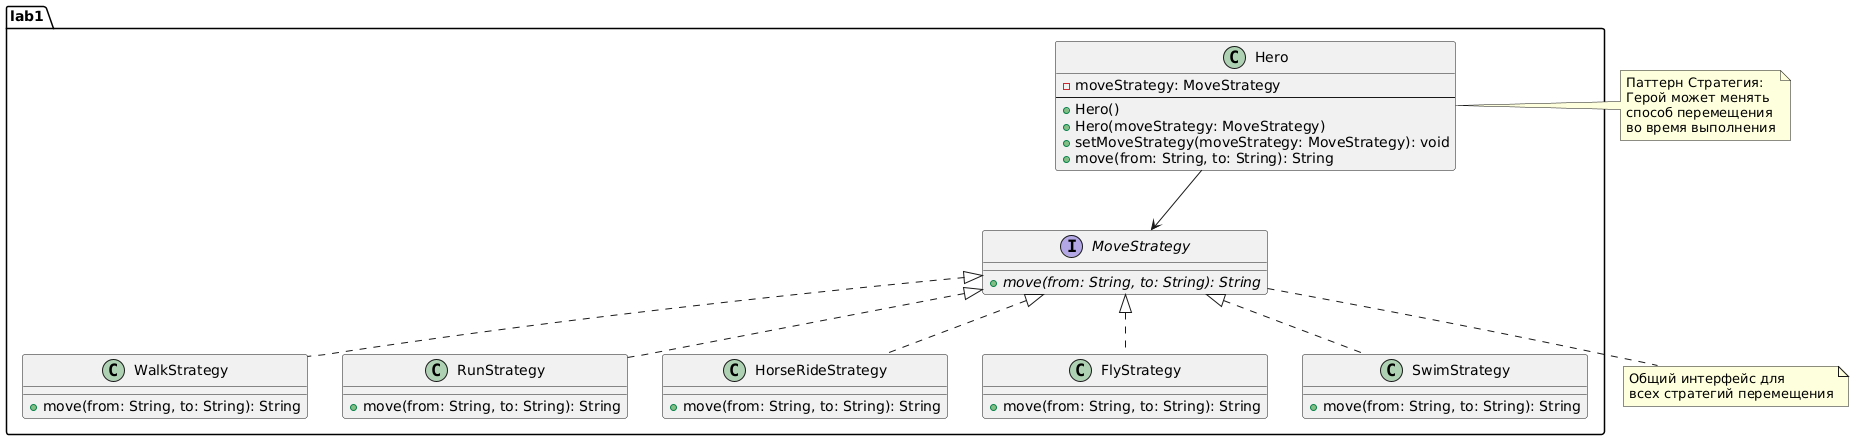 lab1
C Hero
moveStrategy: MoveStrategy
Hero()
Hero(moveStrategy: MoveStrategy)
setMoveStrategy(moveStrategy: MoveStrategy): void
move(from: String, to: String): String
Паттерн Стратегия:
Герой может менять
способ перемещения
во время выполнения
I MoveStrategy
move(from: String, to: String): String
C WalkStrategy
move(from: String, to: String): String
C RunStrategy
move(from: String, to: String): String
C HorseRideStrategy
move(from: String, to: String): String
C FlyStrategy
move(from: String, to: String): String
C SwimStrategy
move(from: String, to: String): String
Общий интерфейс для
всех стратегий перемещения